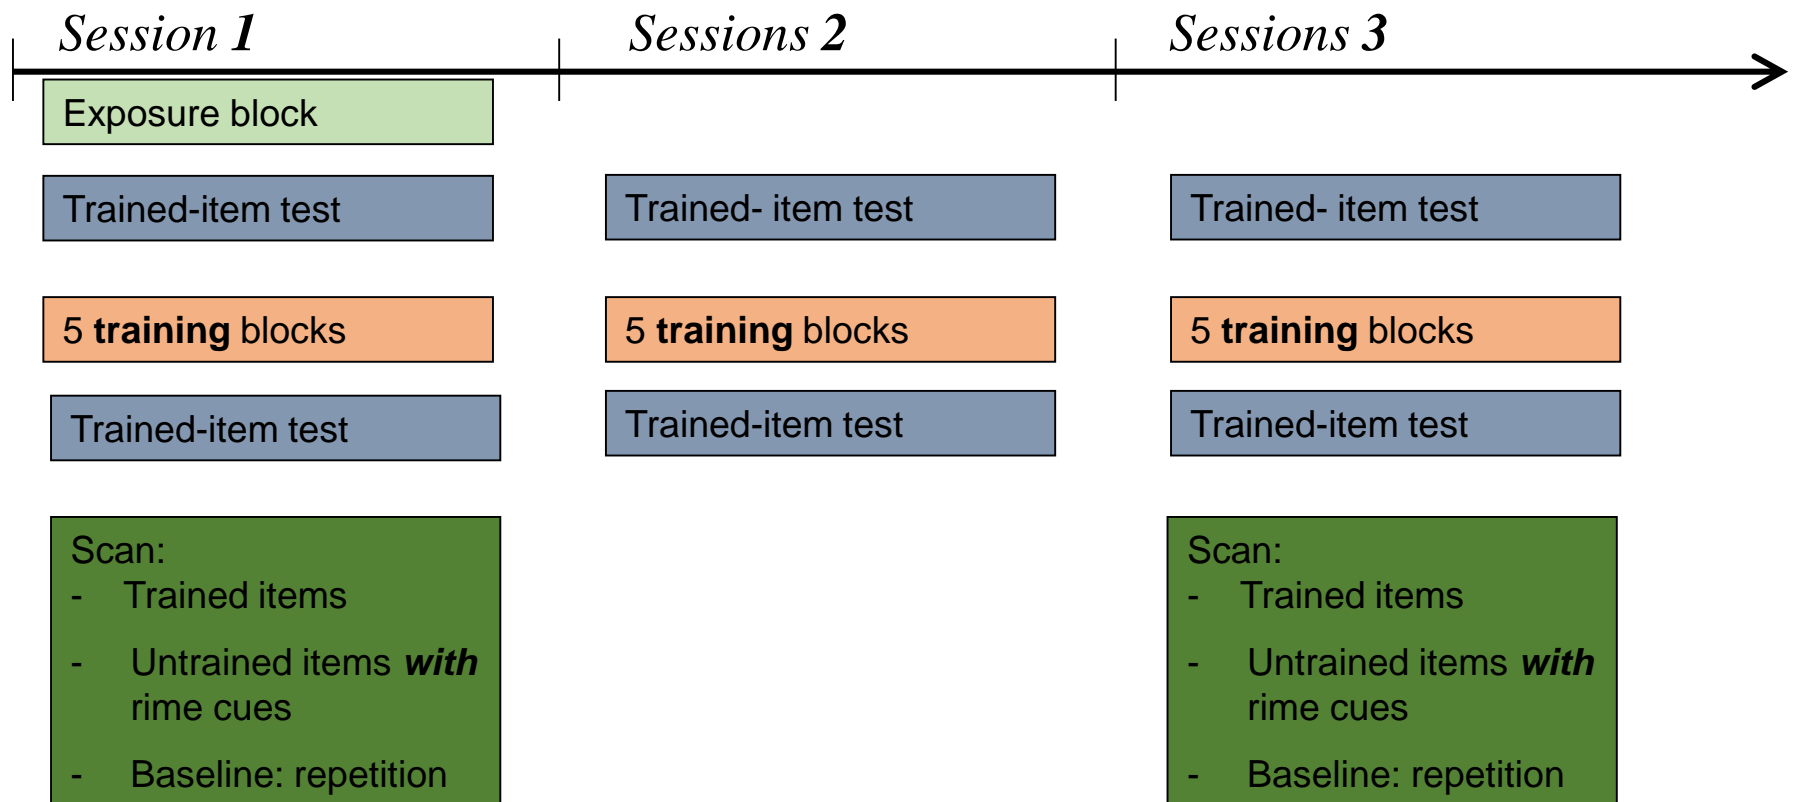 Session 1
Sessions 2
Sessions 3
Exposure block
Trained-item test
Trained- item test
Trained- item test
5 training blocks
5 training blocks
5 training blocks
Trained-item test
Trained-item test
Trained-item test
Scan:
- Trained items
- Untrained items with
rime cues
- Baseline: repetition
Scan:
- Trained items
- Untrained items with
rime cues
- Baseline: repetition